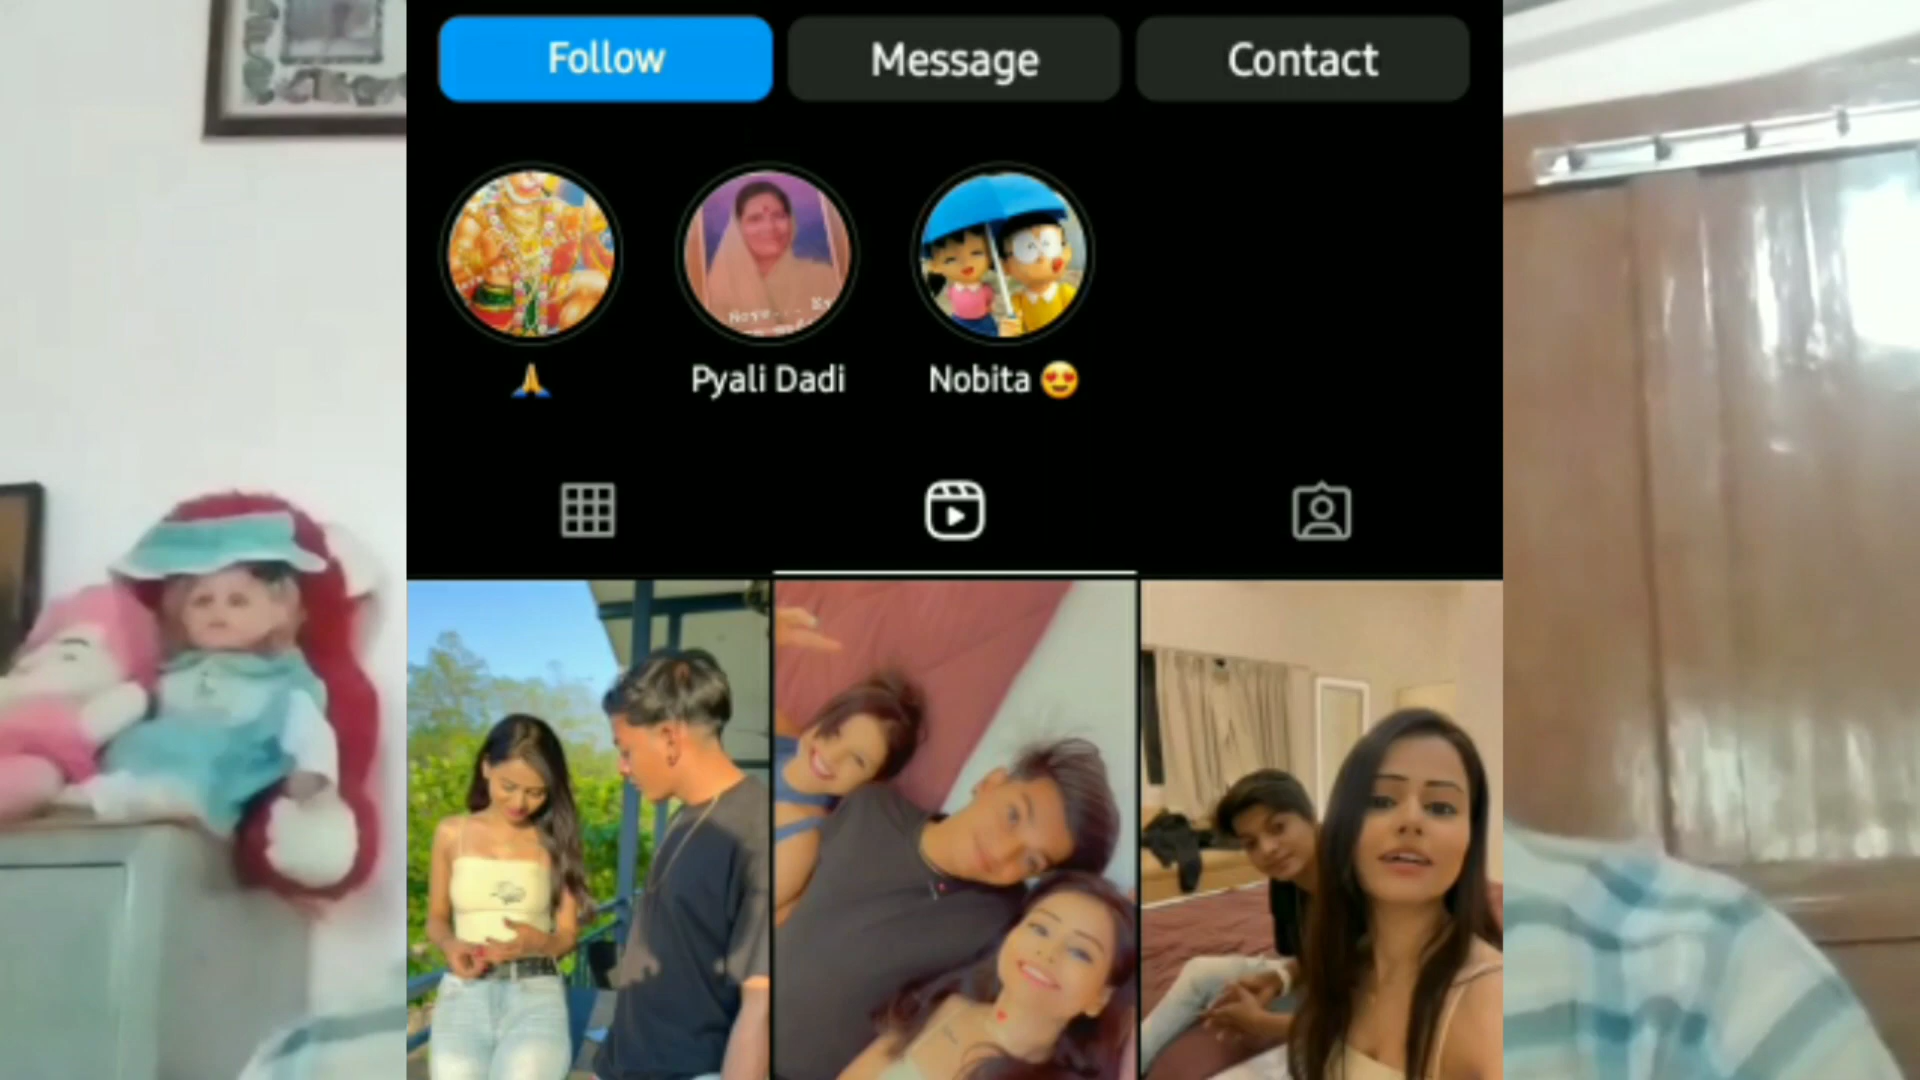 Follow
Message
Contact
🙏
Pyali Dadi
Nobita 😍